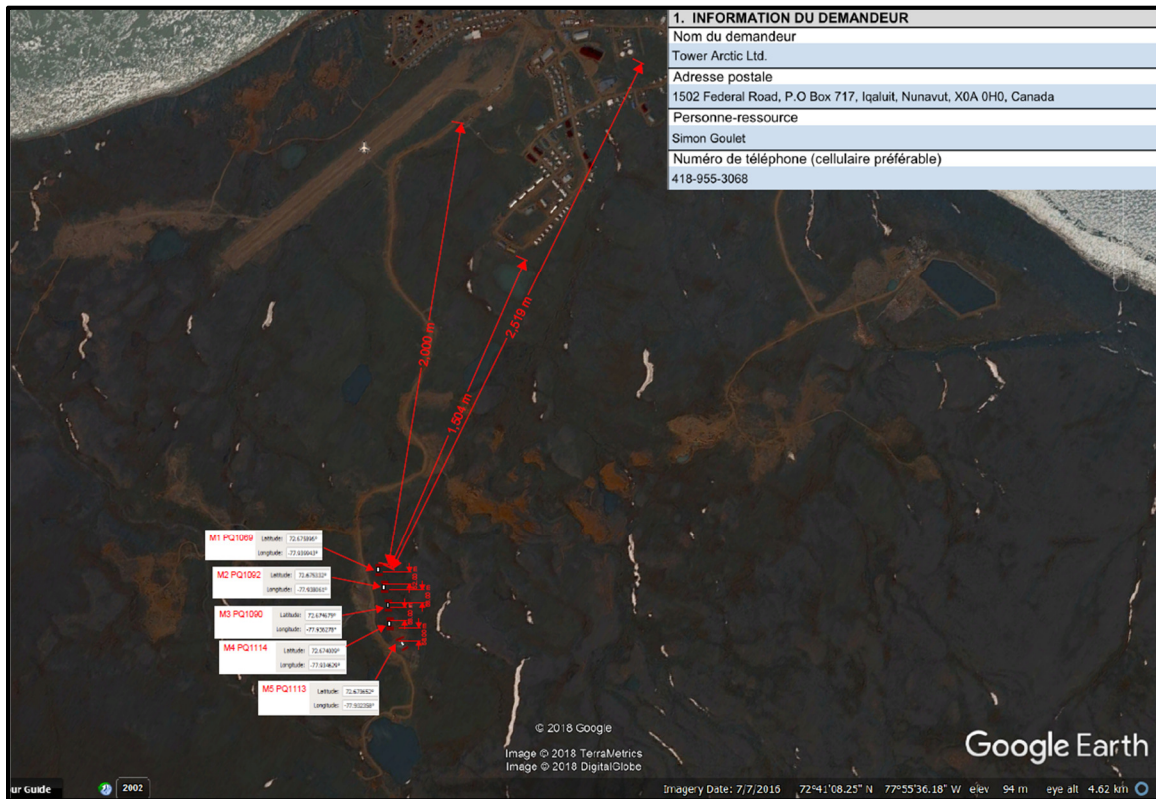 1. INFORMATION DU DEMANDEUR
Nom du demandeur
Tower Arctic Ltd.
Adresse postale
1502 Federal Road, P.O Box 717, Iqaluit, Nunavut, X0A 0H0, Canada
Personne-ressource
Simon Goulet
Numéro de téléphone (cellulaire préférable)
418-955-3068
2,000 m
1,504 m
2,519 m
M1 PQ1069 Latitude:
Longitude:
M2 PQ1092 Latitude:
Longitude:
M3 PQ1090 Latitude:
Longitude:
M4 PQ1114 Latitude:
Longitude:
M5 PQ1113 Latitude:
Longitude:
© 2018 Google
Image © 2018 TerraMetrics
Image © 2018 DigitalGlobe
Google Earth
ur Guide 2002 Imagery Date: 7/7/2016 72°41'08.25" N 77°55'36.18" W elev 94 m eye alt 4.62 km